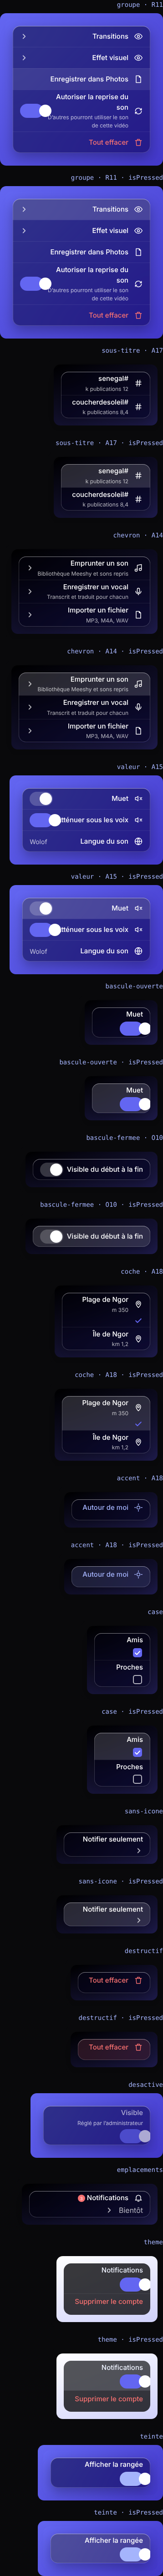 groupe · R11
Transitions
Effet visuel
Enregistrer dans Photos
Autoriser la reprise du
son
D'autres pourront utiliser le son
de cette vidéo
Tout effacer
groupe · R11 · isPressed
Transitions
Effet visuel
Enregistrer dans Photos
Autoriser la reprise du
son
D'autres pourront utiliser le son
de cette vidéo
Tout effacer
sous-titre · A17
senegal#
k publications 12
coucherdesoleil#
k publications 8,4
sous-titre · A17 · isPressed
senegal#
k publications 12
coucherdesoleil#
k publications 8,4
chevron · A14
Emprunter un son
Bibliothèque Meeshy et sons repris
Enregistrer un vocal
Transcrit et traduit pour chacun
Importer un fichier
MP3, M4A, WAV
chevron · A14 · isPressed
Emprunter un son
Bibliothèque Meeshy et sons repris
Enregistrer un vocal
Transcrit et traduit pour chacun
Importer un fichier
MP3, M4A, WAV
valeur · A15
Muet
tténuer sous les voix
Wolof
Langue du son
valeur · A15 · isPressed
Muet
tténuer sous les voix
Wolof
Langue du son
bascule-ouverte
Muet
bascule-ouverte · isPressed
Muet
bascule-fermee · O10
Visible du début à la fin
bascule-fermee · O10 · isPressed
Visible du début à la fin
coche · A18
Plage de Ngor
m 350
Île de Ngor
km 1,2
coche · A18 · isPressed
Plage de Ngor
m 350
Île de Ngor
km 1,2
accent · A18
Autour de moi
accent · A18 · isPressed
Autour de moi
case
Amis
Proches
case · isPressed
Amis
Proches
sans-icone
Notifier seulement
sans-icone · isPressed
Notifier seulement
destructif
Tout effacer
destructif · isPressed
Tout effacer
desactive
Visible
Réglé par l'administrateur
emplacements
Notifications
Bientôt
theme
Notifications
Supprimer le compte
theme · isPressed
Notifications
Supprimer le compte
teinte
Afficher la rangée
teinte · isPressed
Afficher la rangée